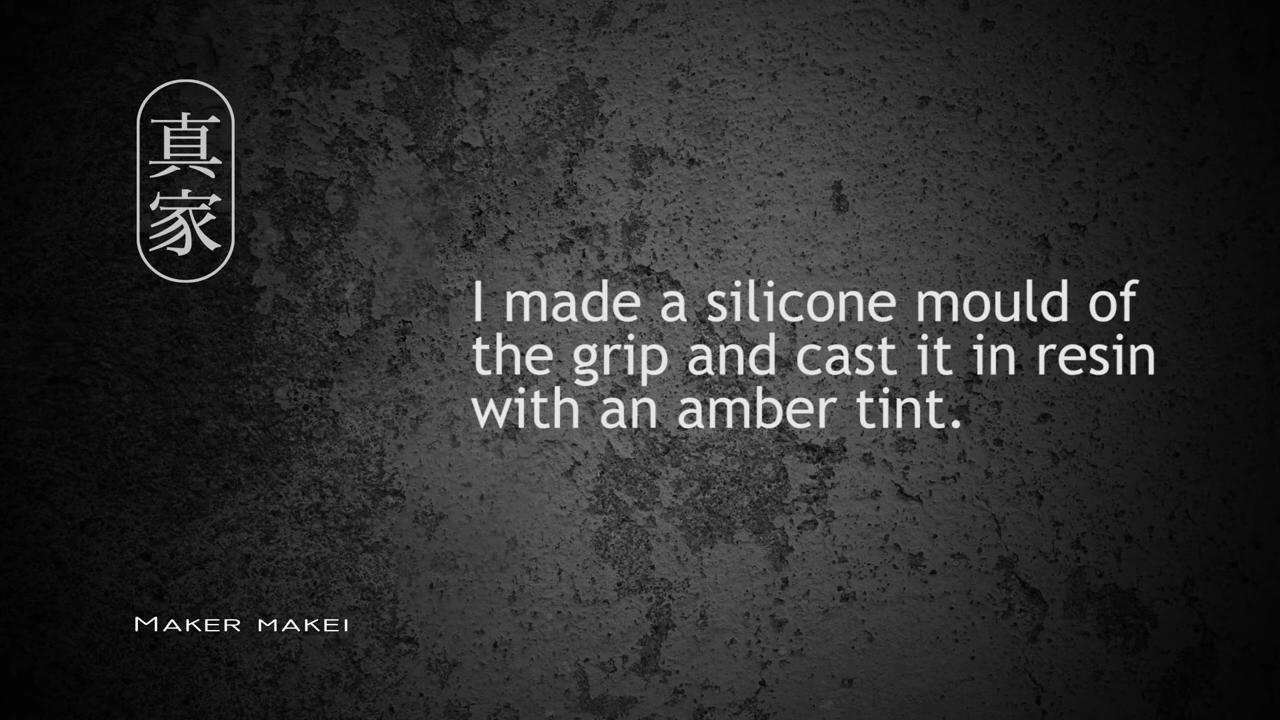 真家
I made a silicone mould of
the grip and cast it in resin
with an amber tint.
MAKER MAKEI